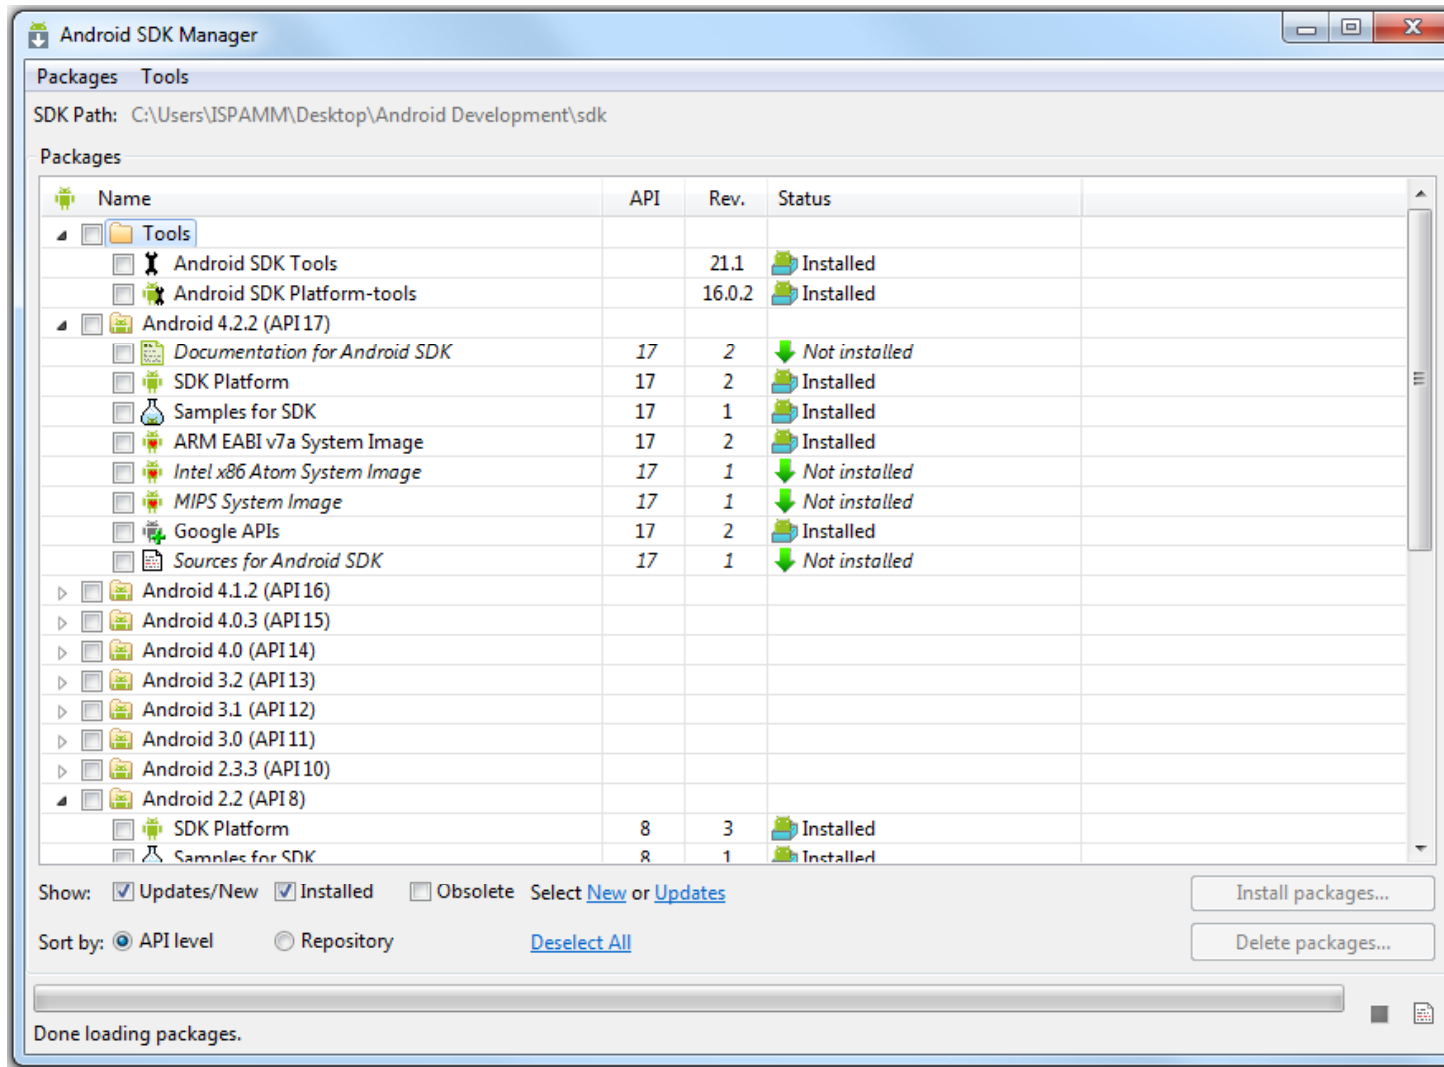 Android SDK Manager
Packages Tools
SDK Path: C:\Users\ISPAMM\Desktop\Android Development\sdk
Packages
Name API Rev. Status
Tools
Android SDK Tools 21.1 Installed
Android SDK Platform-tools 16.0.2 Installed
Android 4.2.2 (API 17)
Documentation for Android SDK 17 2 Not installed
SDK Platform 17 2 Installed
Samples for SDK 17 1 Installed
ARM EABI v7a System Image 17 2 Installed
Intel x86 Atom System Image 17 1 Not installed
MIPS System Image 17 1 Not installed
Google APIs 17 2 Installed
Sources for Android SDK 17 1 Not installed
Android 4.1.2 (API 16)
Android 4.0.3 (API 15)
Android 4.0 (API 14)
Android 3.2 (API 13)
Android 3.1 (API 12)
Android 3.0 (API 11)
Android 2.3.3 (API 10)
Android 2.2 (API 8)
SDK Platform 8 3 Installed
Samples for SDK 8 1 Installed
Show: Updates/New Installed Obsolete Select New or Updates Install packages...
Sort by: API level Repository Deselect All Delete packages...
Done loading packages.